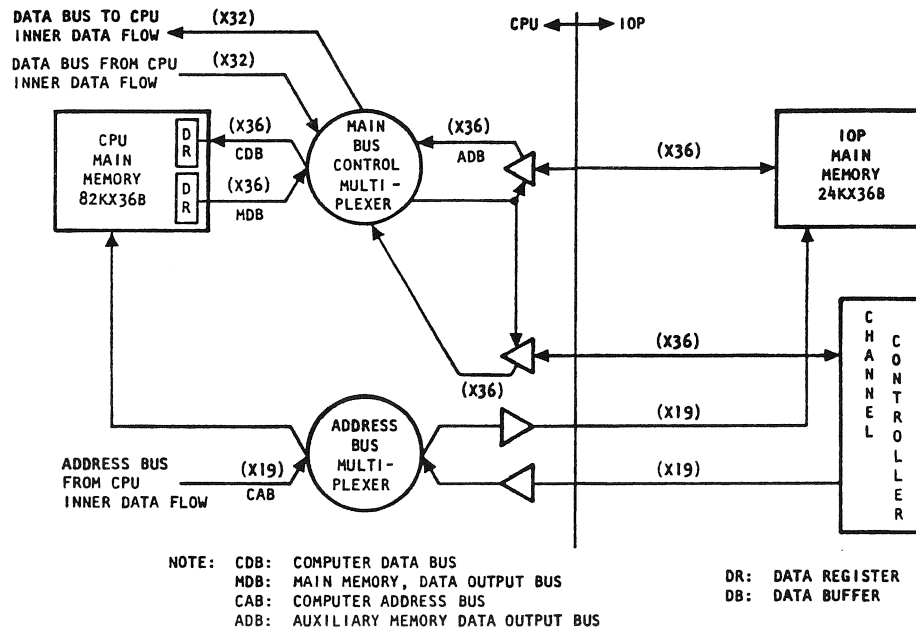 DATA BUS TO CPU
INNER DATA FLOW
(X32)
DATA BUS FROM CPU
INNER DATA FLOW
(X32)
CPU
IOP
CPU
MAIN
MEMORY
82KX36B
D
R
D
R
(X36)
CDB
(X36)
MDB
MAIN
BUS
CONTROL
MULTI-
PLEXER
(X36)
ADB
(X36)
IOP
MAIN
MEMORY
24KX36B
(X36)
(X36)
CHANNEL
CONTROLLER
ADDRESS BUS
FROM CPU
INNER DATA FLOW
(X19)
CAB
ADDRESS
BUS
MULTI-
PLEXER
(X19)
(X19)
NOTE: CDB: COMPUTER DATA BUS
MDB: MAIN MEMORY, DATA OUTPUT BUS
CAB: COMPUTER ADDRESS BUS
ADB: AUXILIARY MEMORY DATA OUTPUT BUS
DR: DATA REGISTER
DB: DATA BUFFER